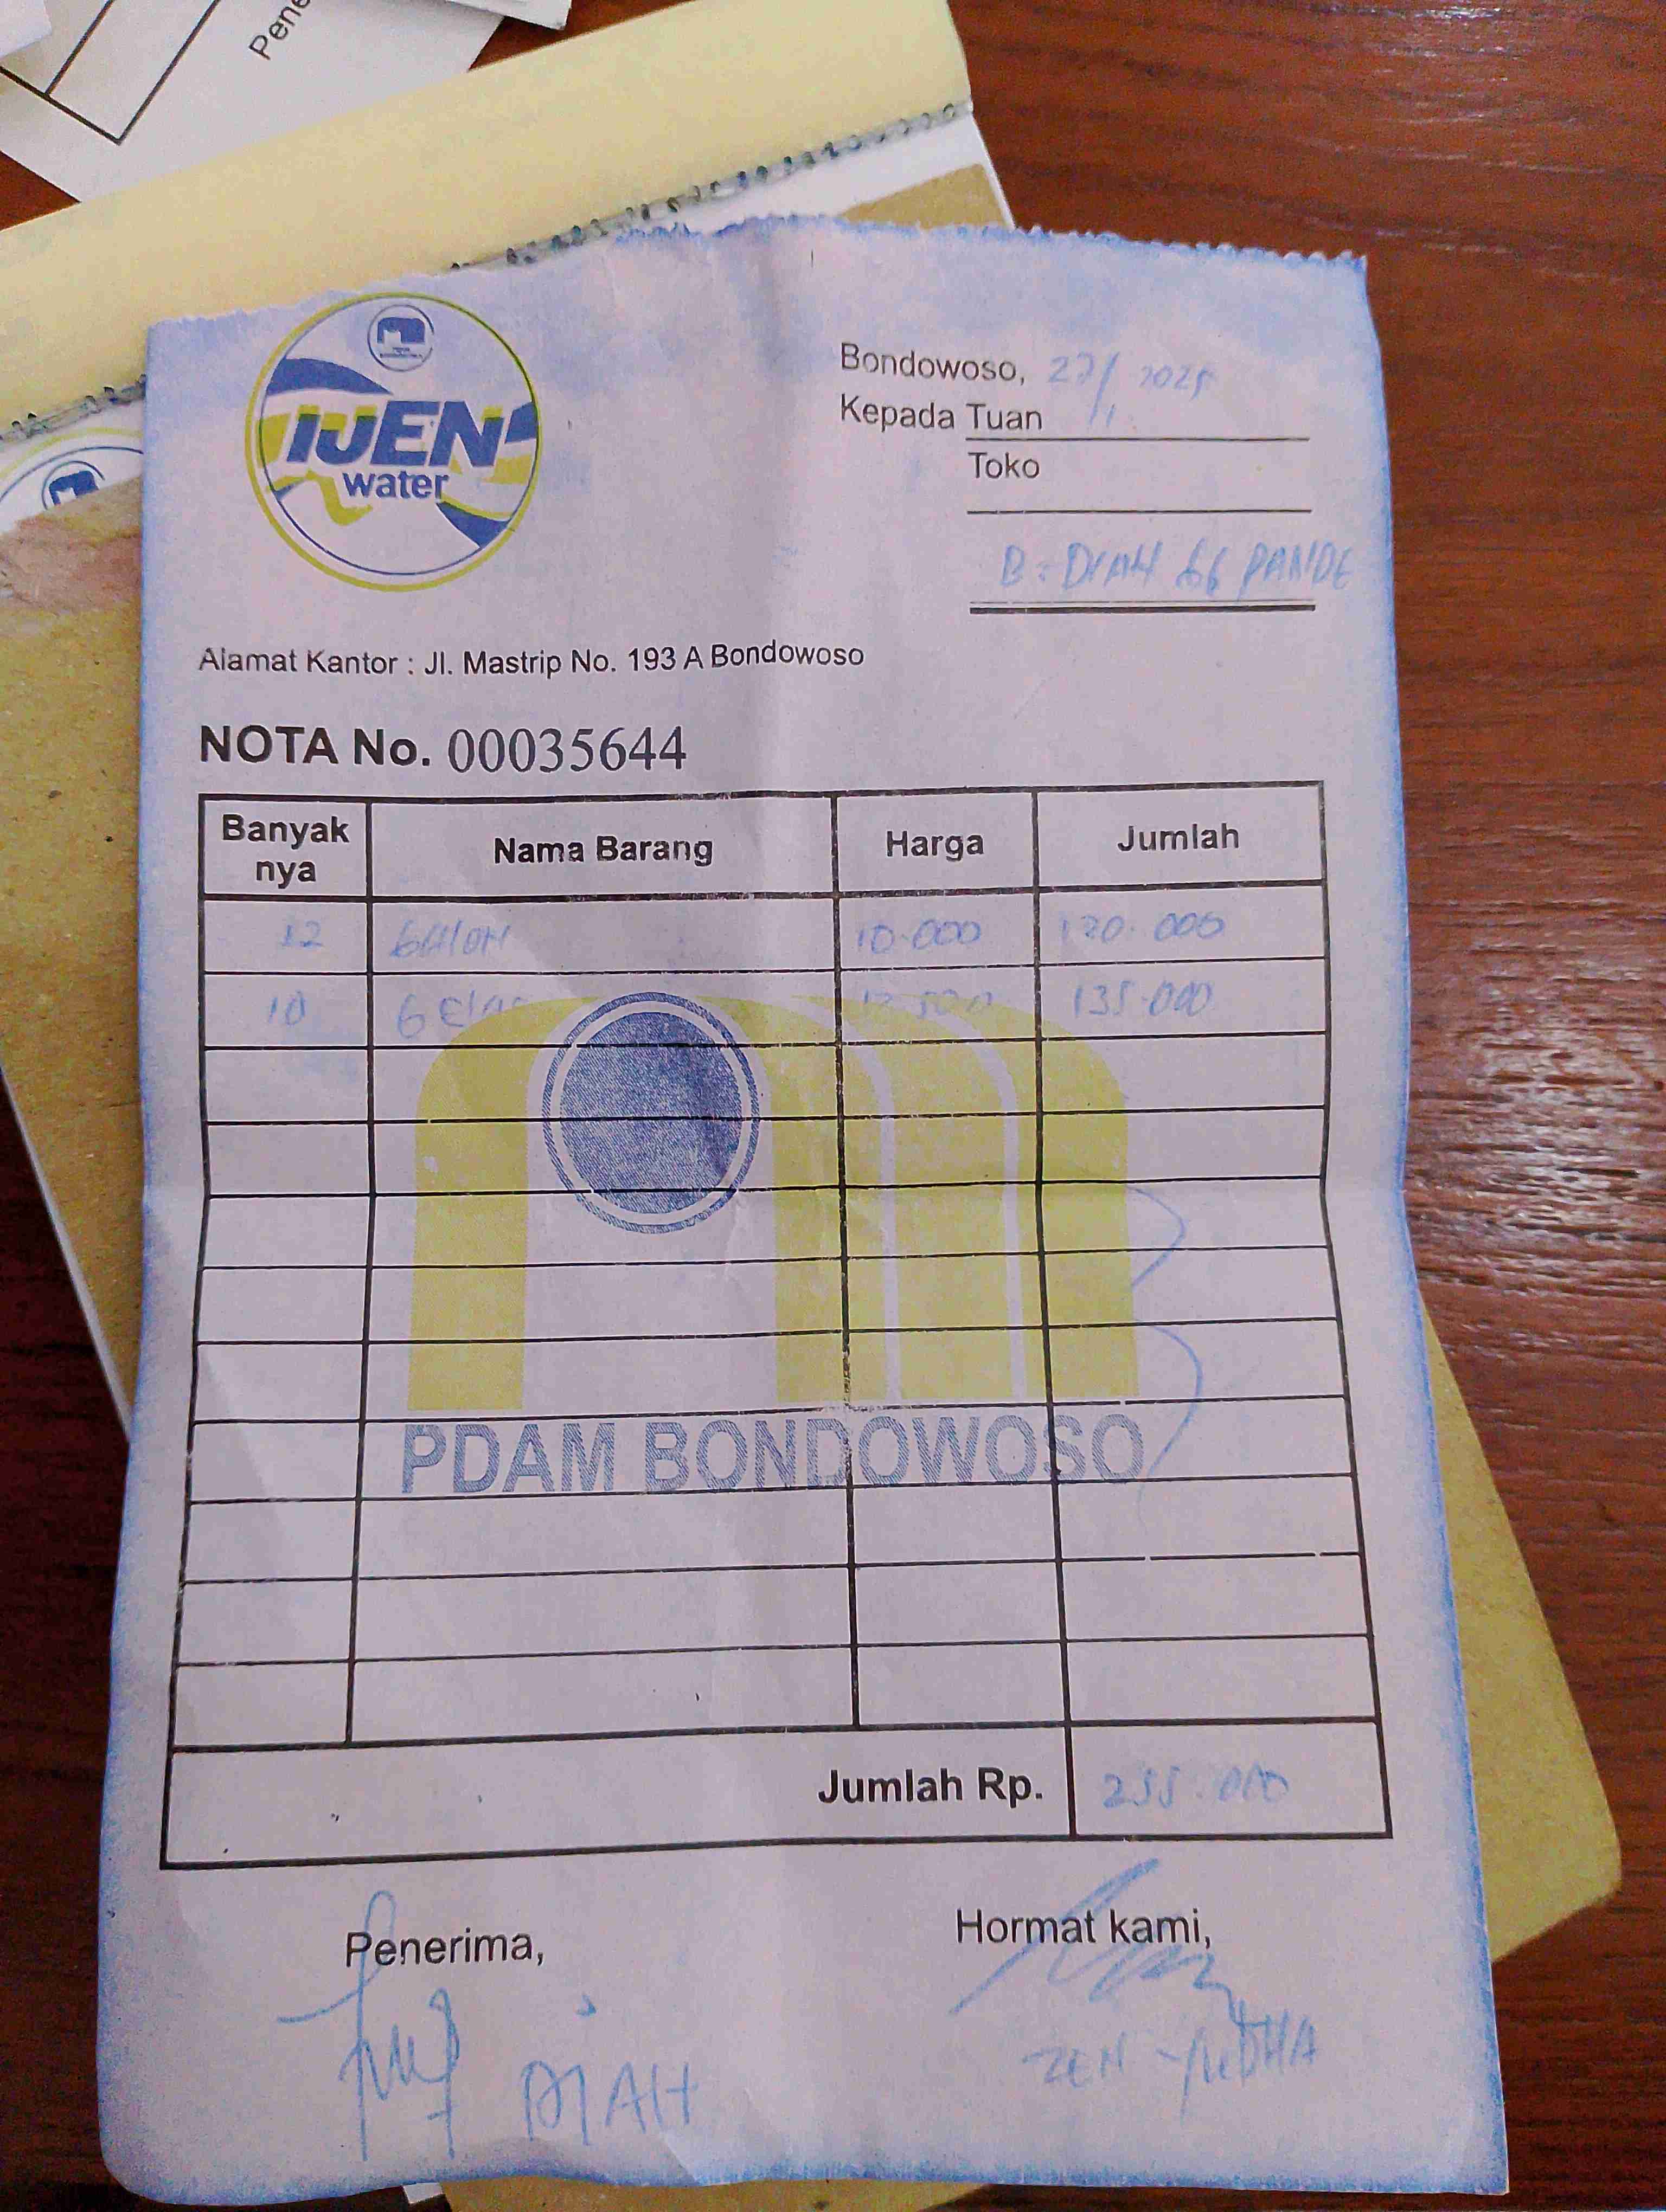 Pene
IJEN
water
Bondowoso, 27/1 2025
Kepada Tuan
Toko
B. DIAH GG PANDE
Alamat Kantor : Jl. Mastrip No. 193 A Bondowoso
NOTA No. 00035644
Banyak nya Nama Barang Harga Jumlah
12 GALON 10.000 120.000
10 GELAS 13.500 135.000
PDAM BONDOWOSO
Jumlah Rp. 255.000
Penerima, Hormat kami,
DIAH ZEN YUDHA